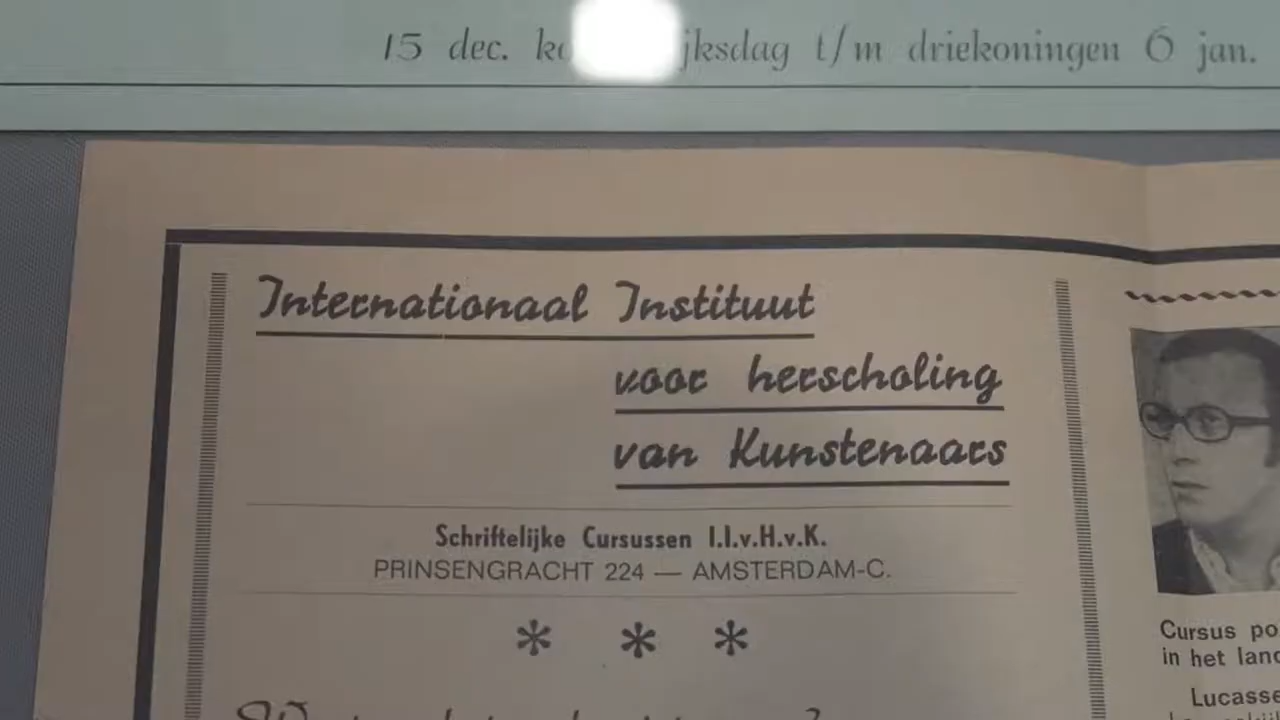 15 dec. t/m driekoningen 6 jan.
Internationaal Instituut
voor herscholing
van Kunstenaars
Schriftelijke Cursussen I.I.v.H.v.K.
PRINSENGRACHT 224 — AMSTERDAM-C.
* * *
Cursus
in het